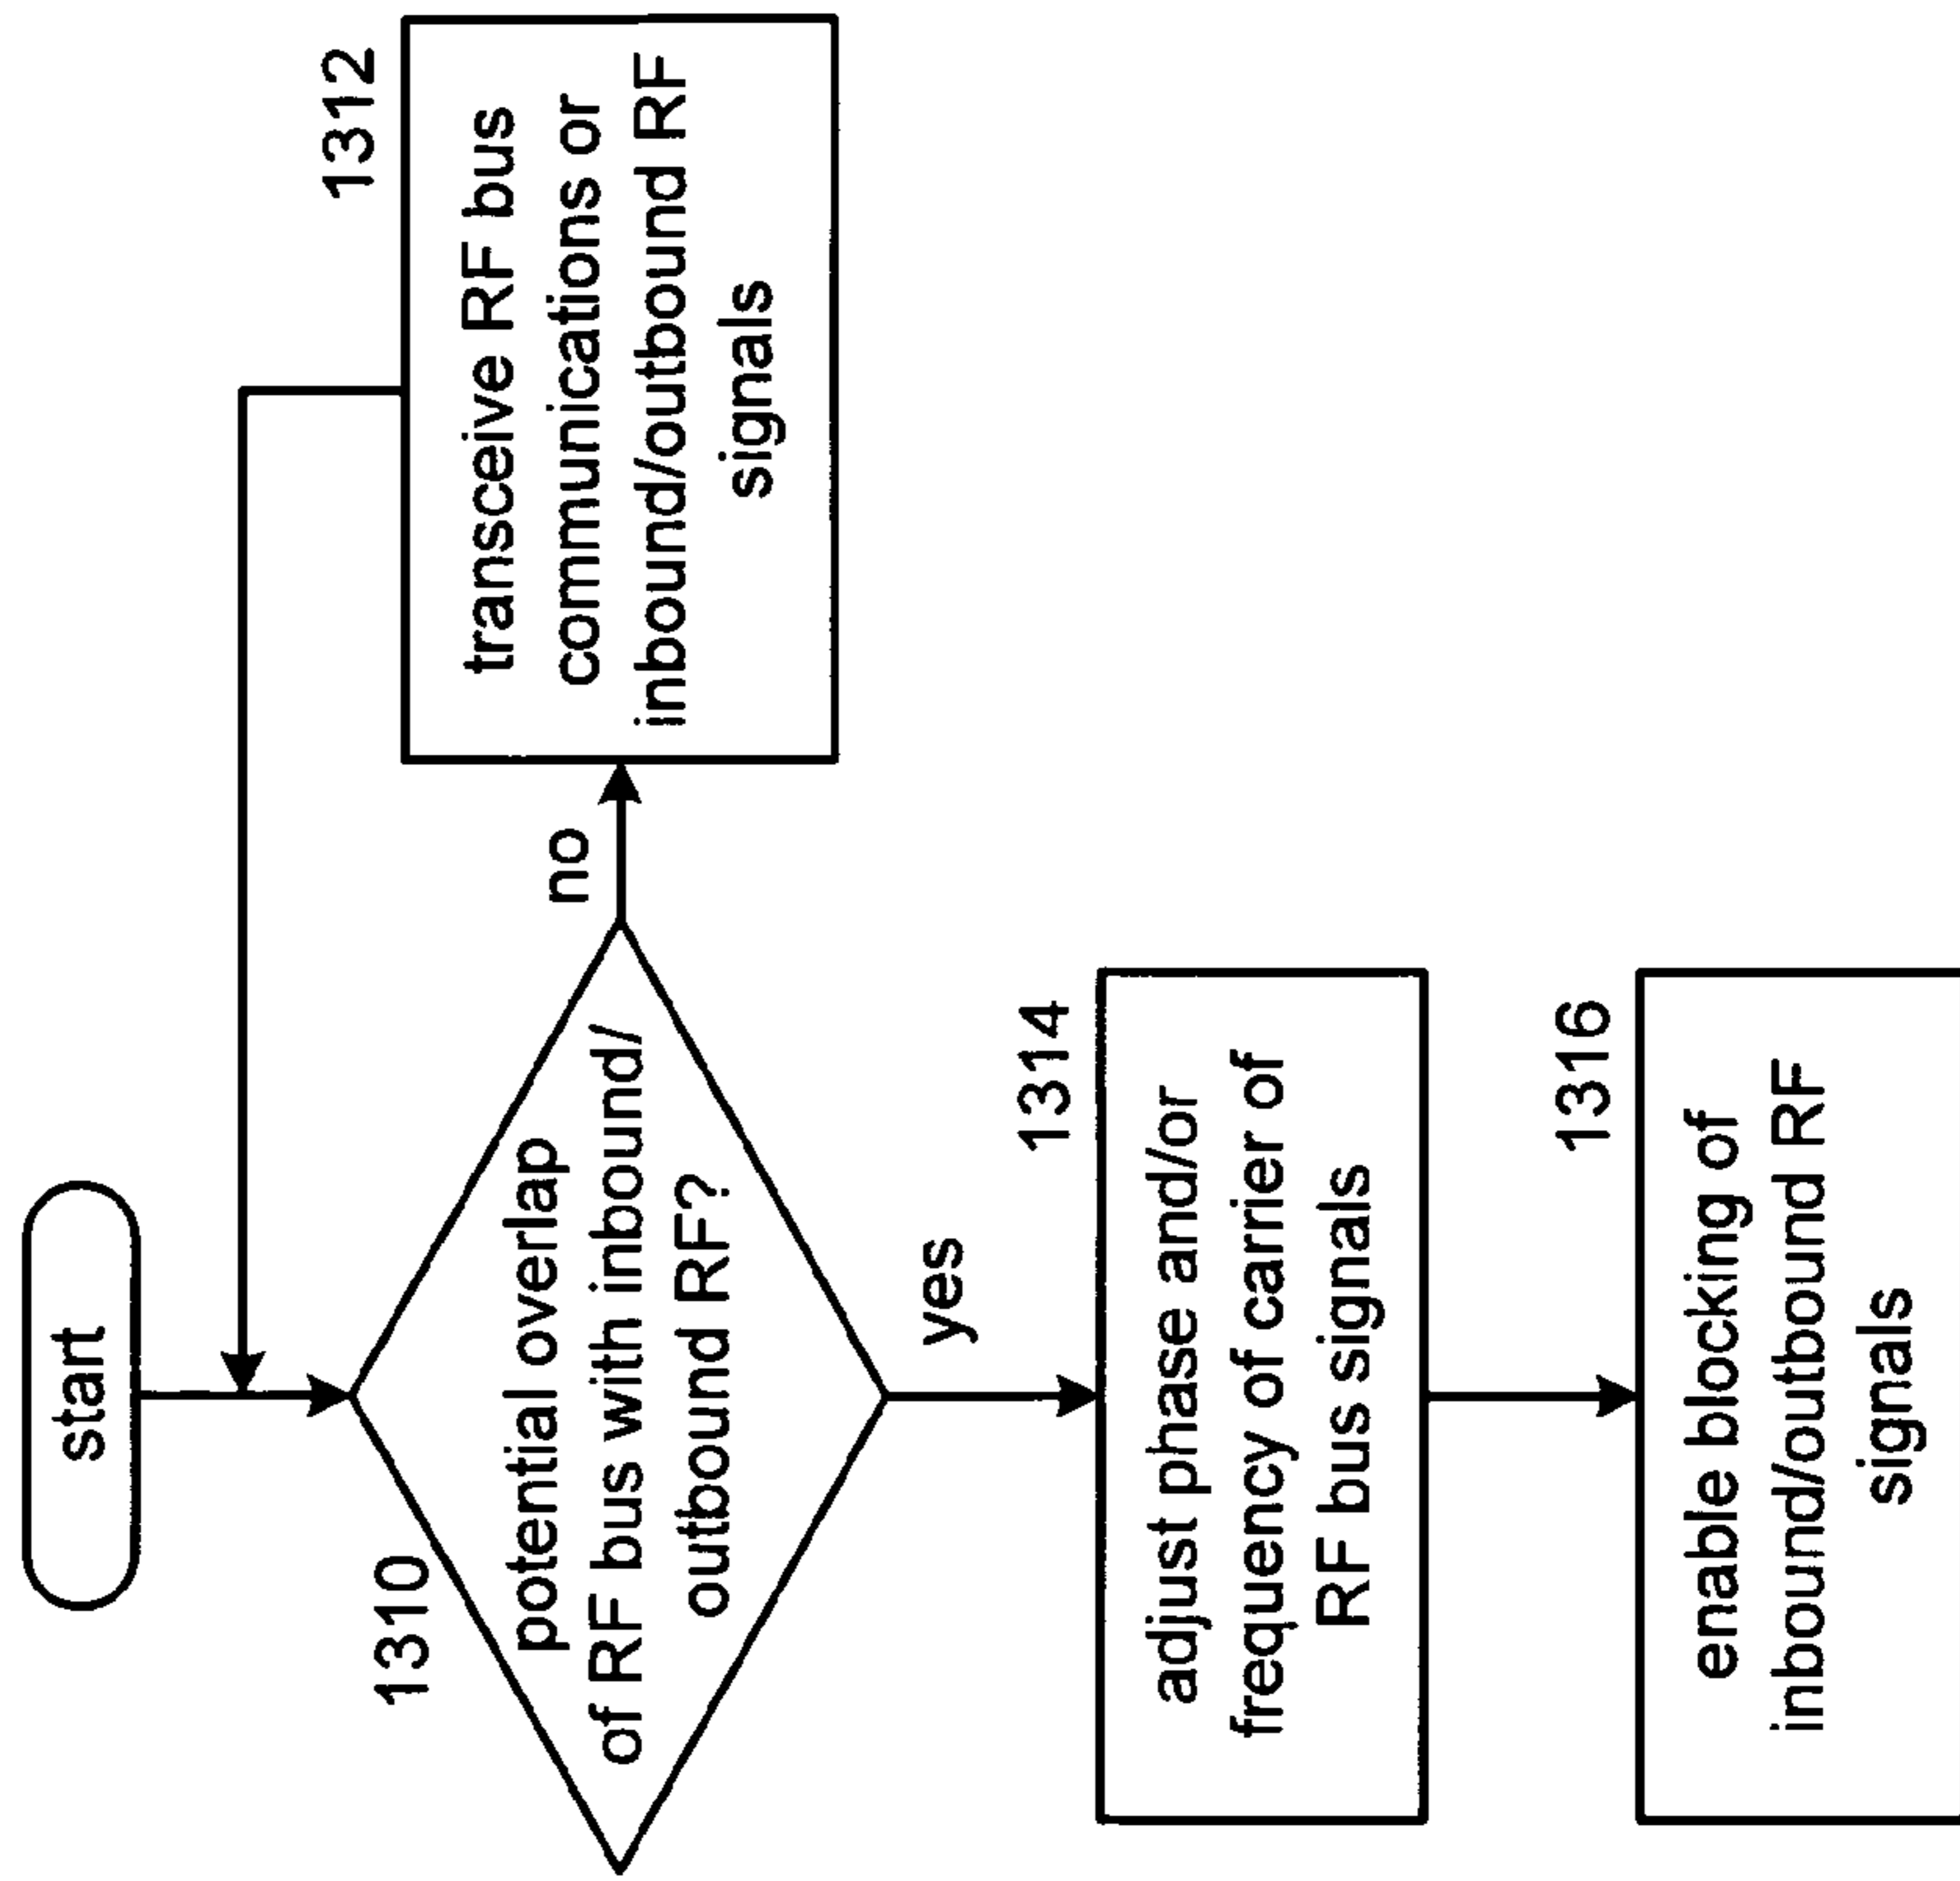 start
1310
potential overlap
of RF bus with inbound/
outbound RF?
no
1312
transceive RF bus
communications or
inbound/outbound RF
signals
yes
1314
adjust phase and/or
frequency of carrier of
RF bus signals
1316
enable blocking of
inbound/outbound RF
signals